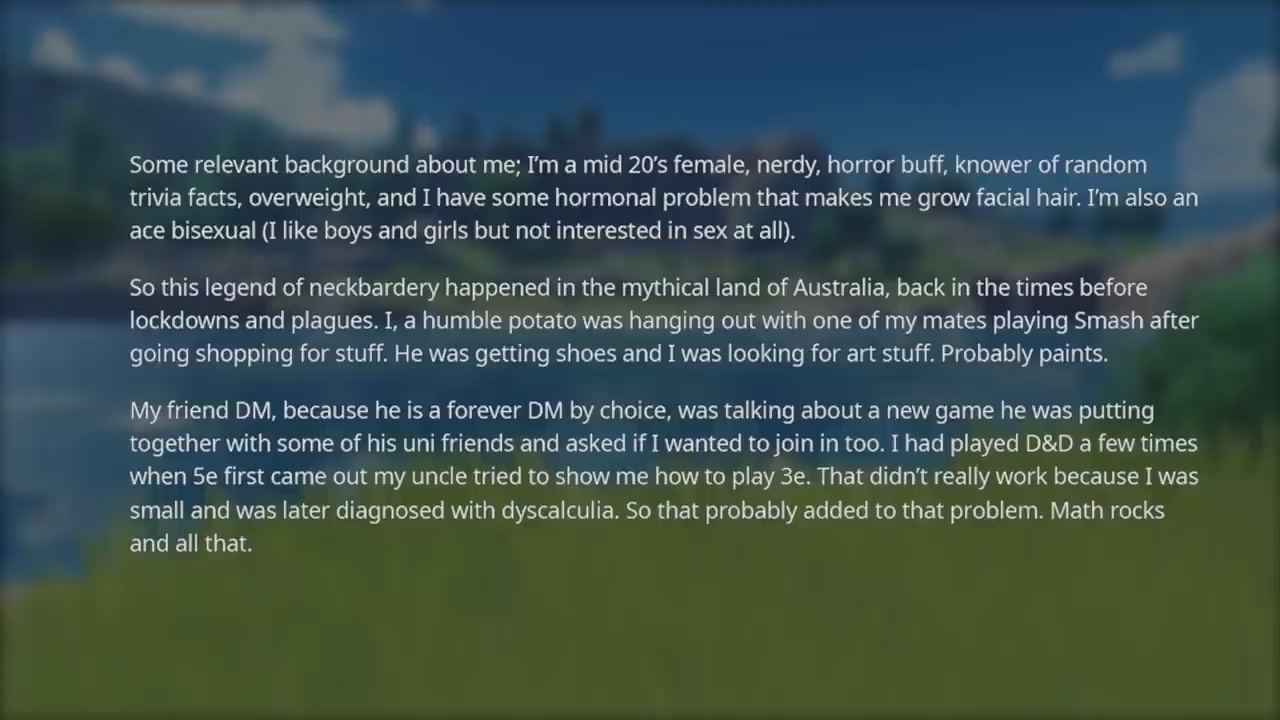 Some relevant background about me; I’m a mid 20’s female, nerdy, horror buff, knower of random
trivia facts, overweight, and I have some hormonal problem that makes me grow facial hair. I’m also an
ace bisexual (I like boys and girls but not interested in sex at all).
So this legend of neckbardery happened in the mythical land of Australia, back in the times before
lockdowns and plagues. I, a humble potato was hanging out with one of my mates playing Smash after
going shopping for stuff. He was getting shoes and I was looking for art stuff. Probably paints.
My friend DM, because he is a forever DM by choice, was talking about a new game he was putting
together with some of his uni friends and asked if I wanted to join in too. I had played D&D a few times
when 5e first came out my uncle tried to show me how to play 3e. That didn’t really work because I was
small and was later diagnosed with dyscalculia. So that probably added to that problem. Math rocks
and all that.